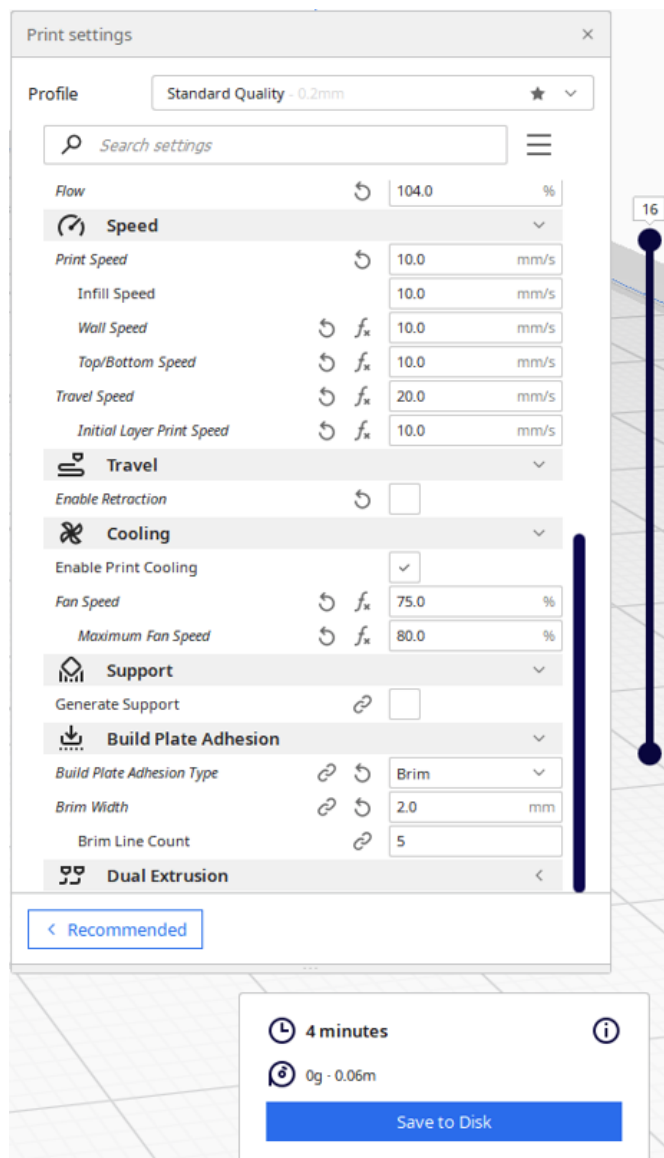 Print settings
Profile Standard Quality - 0.2mm
Search settings
Flow 104.0 %
16
Speed
Print Speed 10.0 mm/s
Infill Speed 10.0 mm/s
Wall Speed 10.0 mm/s
Top/Bottom Speed 10.0 mm/s
Travel Speed 20.0 mm/s
Initial Layer Print Speed 10.0 mm/s
Travel
Enable Retraction
Cooling
Enable Print Cooling
Fan Speed 75.0 %
Maximum Fan Speed 80.0 %
Support
Generate Support
Build Plate Adhesion
Build Plate Adhesion Type Brim
Brim Width 2.0 mm
Brim Line Count 5
Dual Extrusion
Recommended
4 minutes
0g · 0.06m
Save to Disk